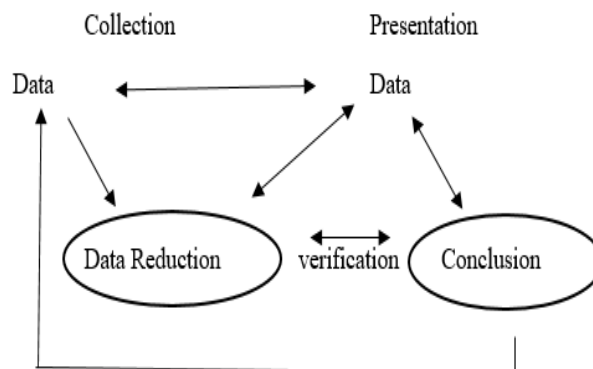 Collection
Presentation
Data
Data
Data Reduction
verification
Conclusion